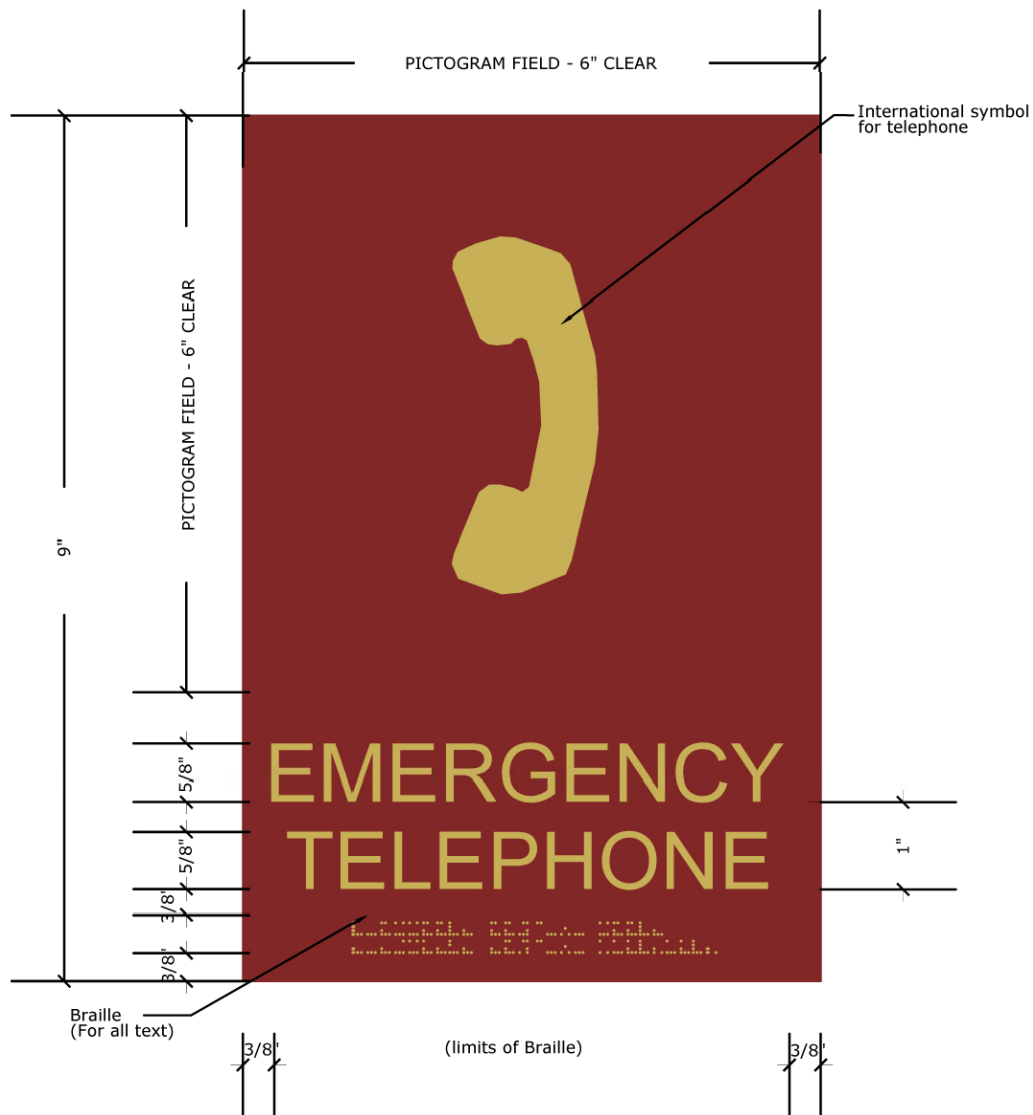 PICTOGRAM FIELD - 6" CLEAR
International symbol
for telephone
PICTOGRAM FIELD - 6" CLEAR
9"
EMERGENCY
5/8"
TELEPHONE
5/8"
1"
3/8'
3/8"
Braille
(For all text)
3/8'
(limits of Braille)
3/8'